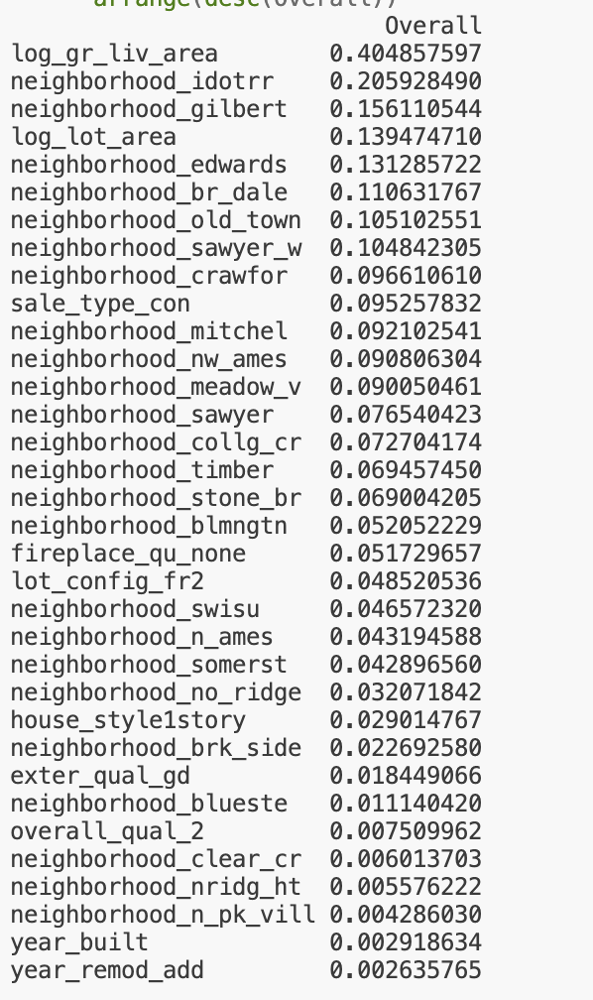 arrange(desc(Overall))
Overall
log_gr_liv_area 0.404857597
neighborhood_idotrr 0.205928490
neighborhood_gilbert 0.156110544
log_lot_area 0.139474710
neighborhood_edwards 0.131285722
neighborhood_br_dale 0.110631767
neighborhood_old_town 0.105102551
neighborhood_sawyer_w 0.104842305
neighborhood_crawfor 0.096610610
sale_type_con 0.095257832
neighborhood_mitchel 0.092102541
neighborhood_nw_ames 0.090806304
neighborhood_meadow_v 0.090050461
neighborhood_sawyer 0.076540423
neighborhood_collg_cr 0.072704174
neighborhood_timber 0.069457450
neighborhood_stone_br 0.069004205
neighborhood_blmngtn 0.052052229
fireplace_qu_none 0.051729657
lot_config_fr2 0.048520536
neighborhood_swisu 0.046572320
neighborhood_n_ames 0.043194588
neighborhood_somerst 0.042896560
neighborhood_no_ridge 0.032071842
house_style1story 0.029014767
neighborhood_brk_side 0.022692580
exter_qual_gd 0.018449066
neighborhood_blueste 0.011140420
overall_qual_2 0.007509962
neighborhood_clear_cr 0.006013703
neighborhood_nridg_ht 0.005576222
neighborhood_n_pk_vill 0.004286030
year_built 0.002918634
year_remod_add 0.002635765